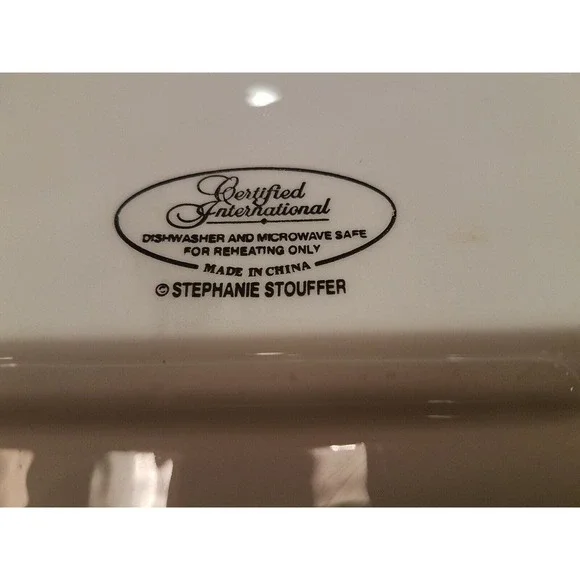 Certified
International
DISHWASHER AND MICROWAVE SAFE
FOR REHEATING ONLY
MADE IN CHINA
© STEPHANIE STOUFFER